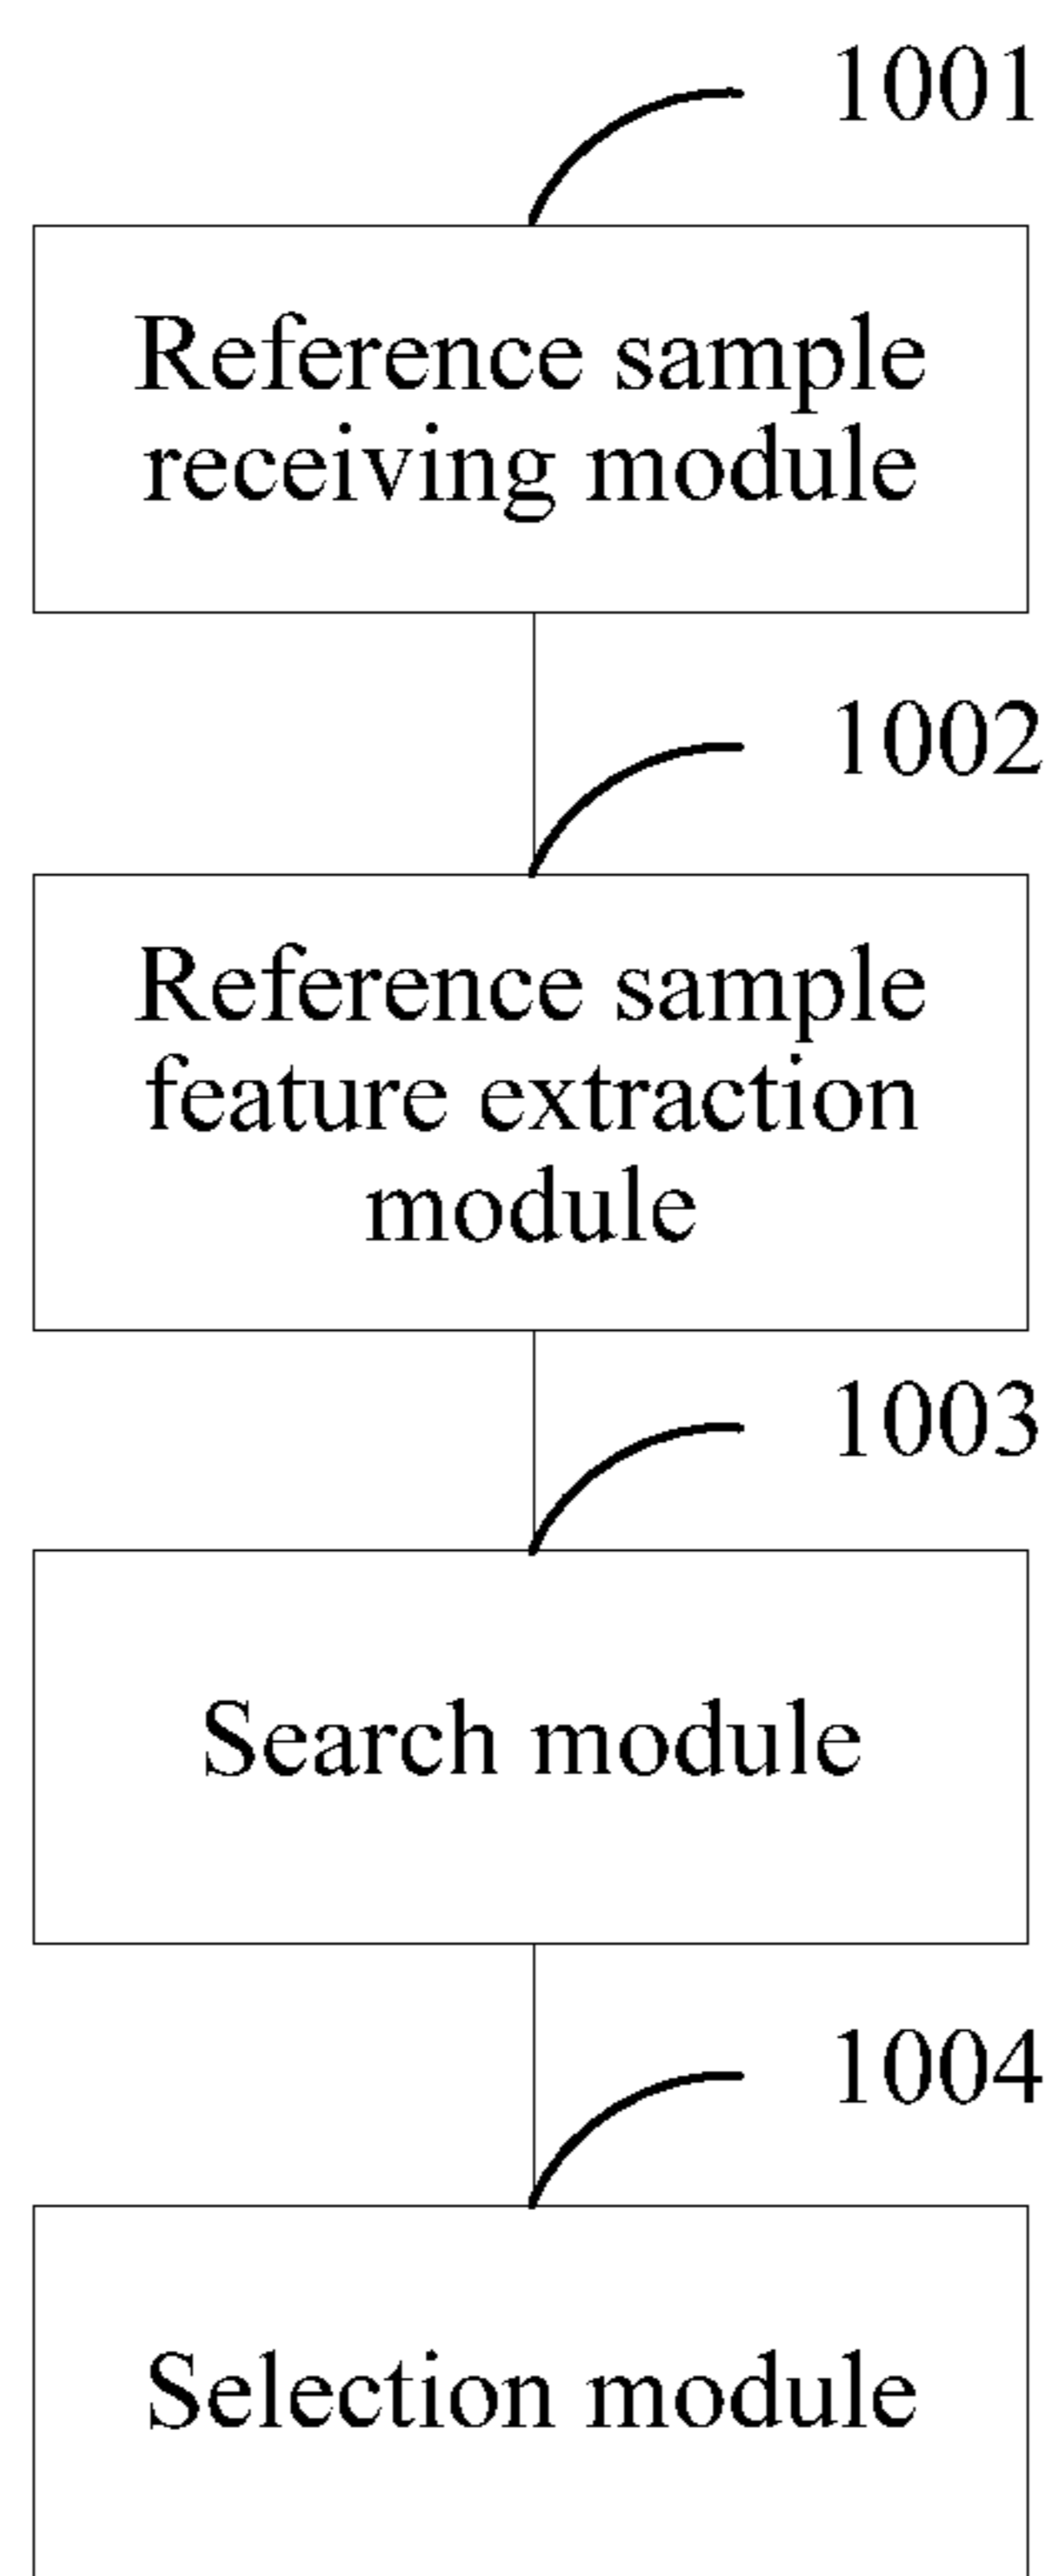 1001
Reference sample
receiving module
1002
Reference sample
feature extraction
module
1003
Search module
1004
Selection module